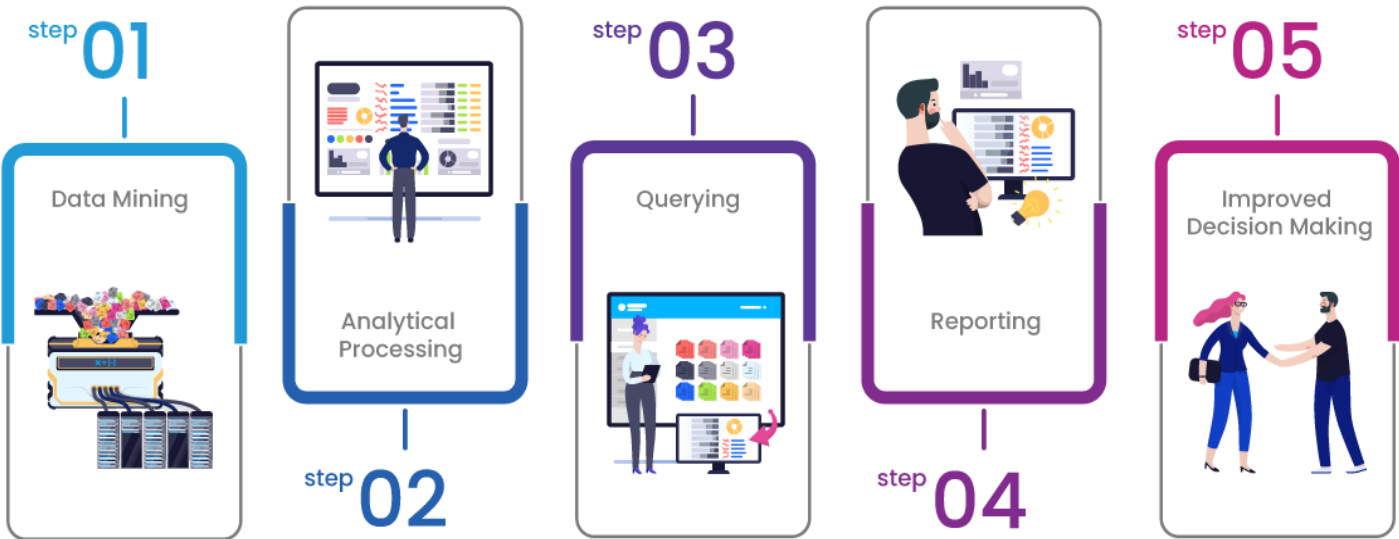 step 01
Data Mining
Analytical
Processing
step 02
step 03
Querying
Reporting
step 04
step 05
Improved
Decision Making